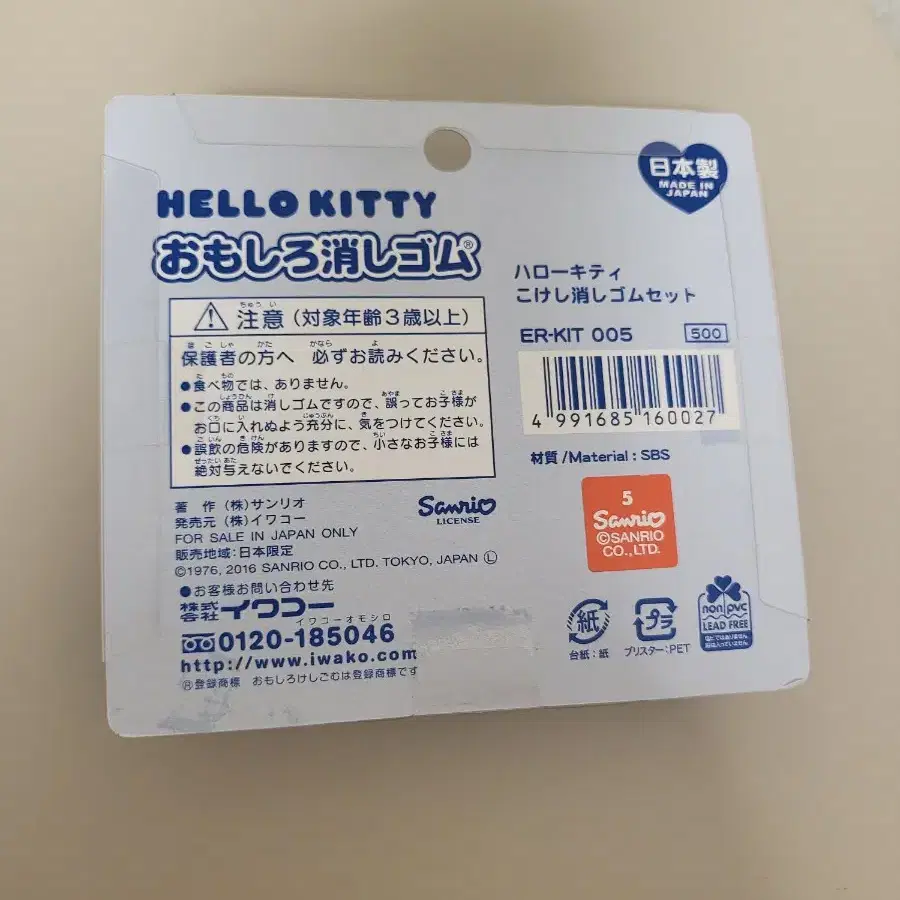 HELLO KITTY
おもしろ消しゴム®
日本製
MADE IN
JAPAN
⚠ 注意（対象年齢3歳以上）
保護者の方へ 必ずお読みください。
●食べ物では、ありません。
●この商品は消しゴムですので、誤ってお子様が
お口に入れぬよう充分に、気をつけてください。
●誤飲の危険がありますので、小さなお子様には
絶対与えないでください。
著 作（株）サンリオ
発売元（株）イワコー
FOR SALE IN JAPAN ONLY
販売地域：日本限定
©1976, 2016 SANRIO CO., LTD. TOKYO, JAPAN Ⓛ
Sanrio
LICENSE
●お客様お問い合わせ先
株式会社イワコー
イワコーオモシロ
0120-185046
http://www.iwako.com
Ⓡ登録商標 おもしろけしごむは登録商標です
ハローキティ
こけし消しゴムセット
ER-KIT 005
500
4 991685 160027
材質/Material : SBS
5
Sanrio
©SANRIO
CO., LTD.
紙
台紙：紙
プラ
ブリスター：PET
non pvc
LEAD FREE